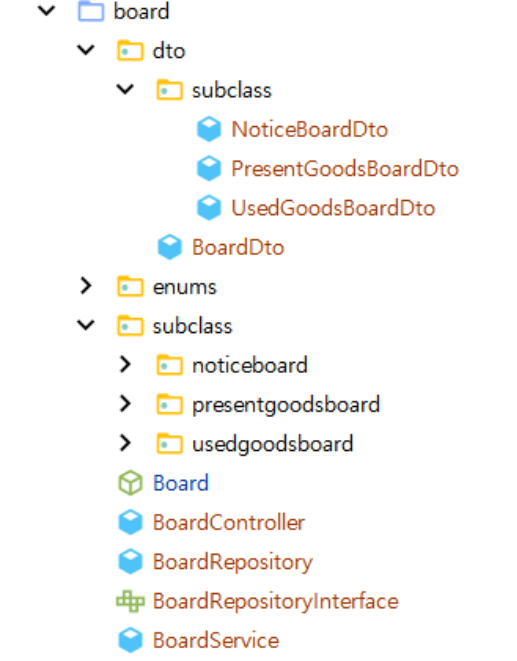 board
dto
subclass
NoticeBoardDto
PresentGoodsBoardDto
UsedGoodsBoardDto
BoardDto
enums
subclass
noticeboard
presentgoodsboard
usedgoodsboard
Board
BoardController
BoardRepository
BoardRepositoryInterface
BoardService